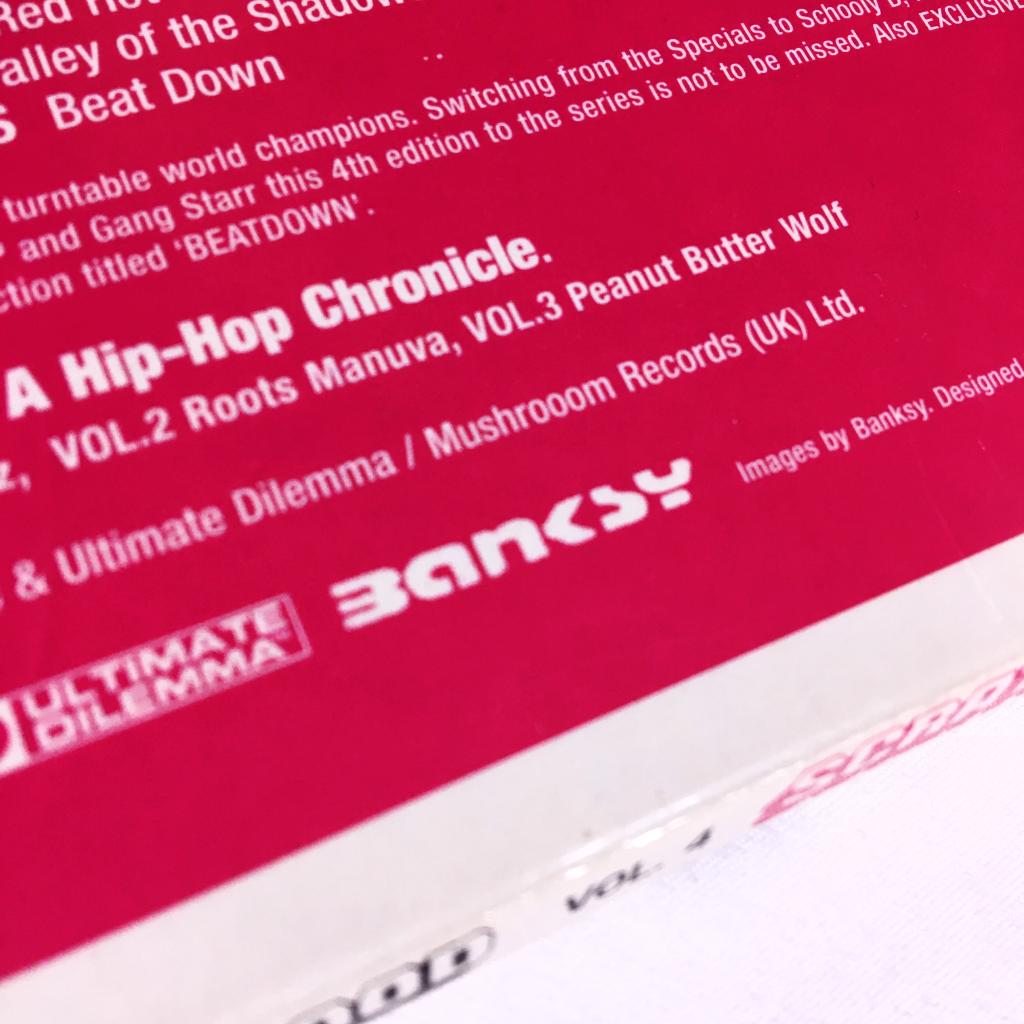 Red Hot
alley of the Shadow
S Beat Down
turntable world champions. Switching from the Specials to Schooly D,
and Gang Starr this 4th edition to the series is not to be missed. Also EXCLUSIVE
ction titled 'BEATDOWN'.
A Hip-Hop Chronicle.
z, VOL.2 Roots Manuva, VOL.3 Peanut Butter Wolf
& Ultimate Dilemma / Mushrooom Records (UK) Ltd.
Images by Banksy. Designed
BANKSY
ULTIMATE
DILEMMA
VOL. 4